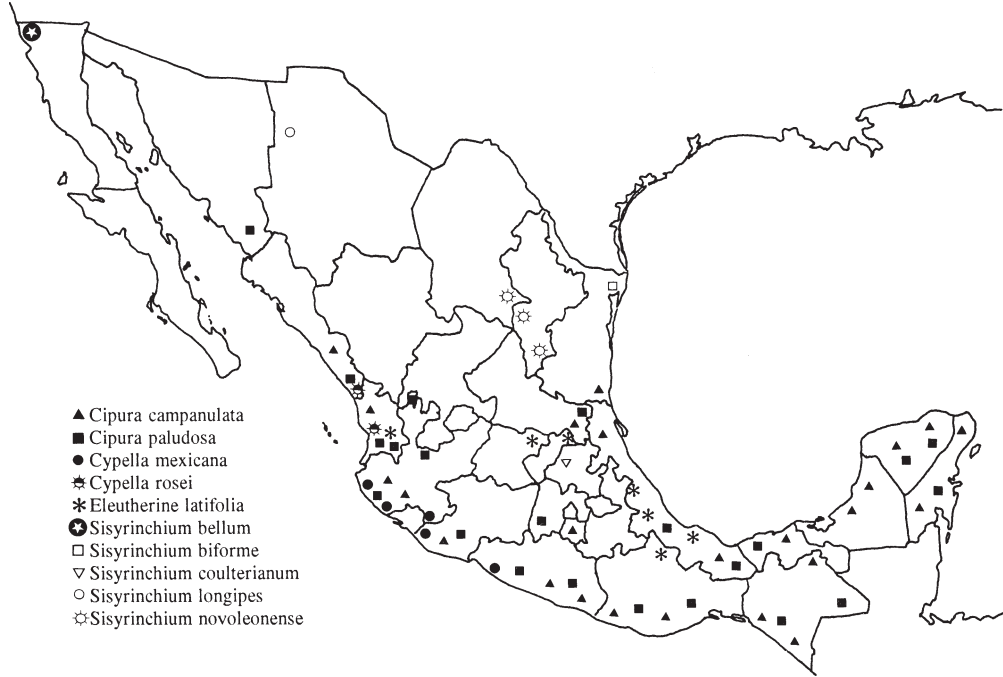 Cipura campanulata
Cipura paludosa
Cypella mexicana
Cypella rosei
Eleutherine latifolia
Sisyrinchium bellum
Sisyrinchium biforme
Sisyrinchium coulterianum
Sisyrinchium longipes
Sisyrinchium novoleonense